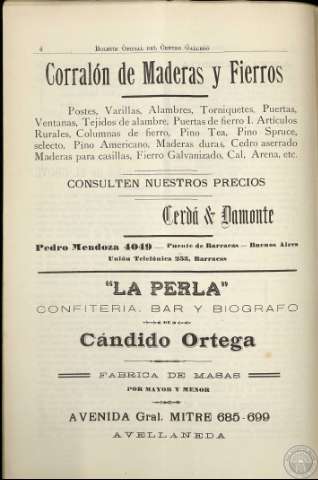 4 BOLETIN OFICIAL DEL CENTRO GALLEGO
Corralón de Maderas y Fierros
Postes, Varillas, Alambres, Torniquetes, Puertas,
Ventanas, Tejidos de alambre, Puertas de fierro I. Artículos
Rurales, Columnas de fierro, Pino Tea, Pino Spruce,
selecto, Pino Americano, Maderas duras, Cedro aserrado
Maderas para casillas, Fierro Galvanizado, Cal, Arena, etc.
CONSULTEN NUESTROS PRECIOS
Cerdá & Damonte
Pedro Mendoza 4049 — Puente de Barracas — Buenos Aires
Unión Telefónica 255, Barracas
"LA PERLA"
CONFITERIA, BAR Y BIOGRAFO
DE
Cándido Ortega
FABRICA DE MASAS
POR MAYOR Y MENOR
AVENIDA Gral. MITRE 685-699
AVELLANEDA